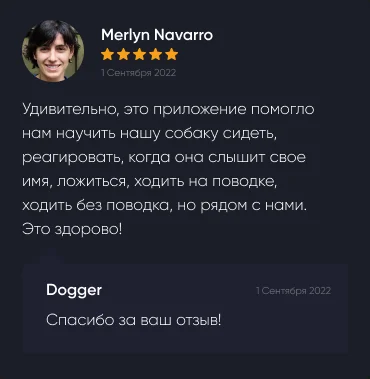 Merlyn Navarro
1 Сентября 2022
Удивительно, это приложение помогло
нам научить нашу собаку сидеть,
реагировать, когда она слышит свое
имя, ложиться, ходить на поводке,
ходить без поводка, но рядом с нами.
Это здорово!
Dogger
1 Сентября 2022
Спасибо за ваш отзыв!